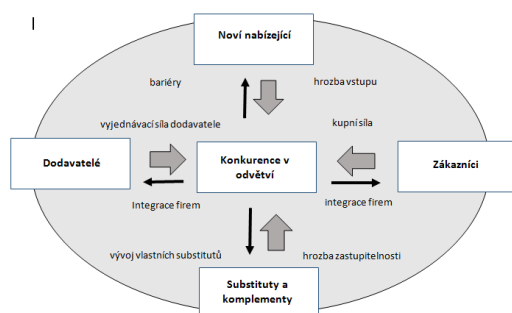 Noví nabízející
bariéry
hrozba vstupu
vyjednávací síla dodavatele
kupní síla
Dodavatelé
Konkurence v
odvětví
Zákazníci
Integrace firem
integrace firem
vývoj vlastních substitutů
hrozba zastupitelnosti
Substituty a
komplementy